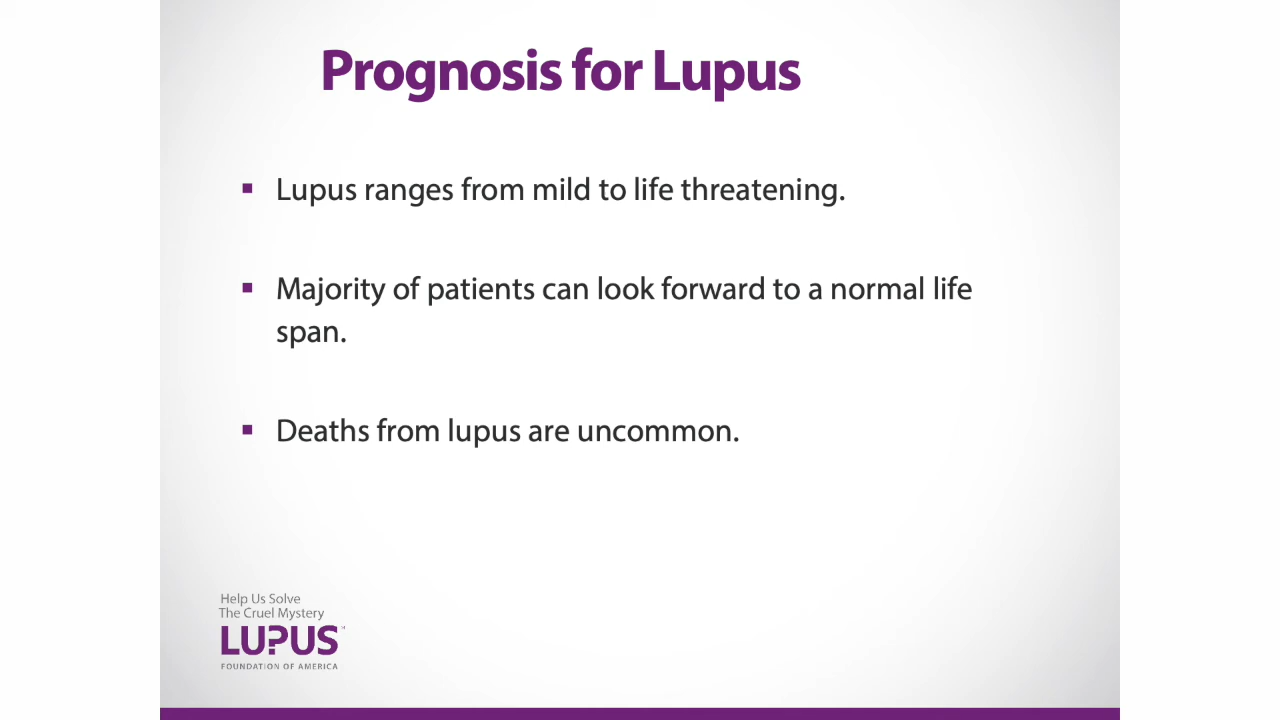 Prognosis for Lupus
▪ Lupus ranges from mild to life threatening.
▪ Majority of patients can look forward to a normal life
span.
▪ Deaths from lupus are uncommon.
Help Us Solve
The Cruel Mystery
LUPUS™
FOUNDATION OF AMERICA